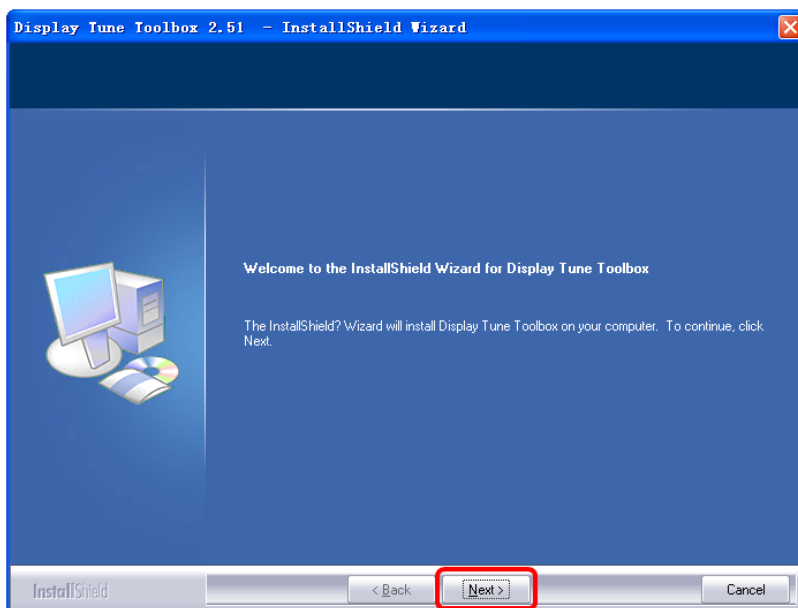 Display Tune Toolbox 2.51 - InstallShield Wizard
Welcome to the InstallShield Wizard for Display Tune Toolbox
The InstallShield? Wizard will install Display Tune Toolbox on your computer. To continue, click
Next.
InstallShield
< Back
Next >
Cancel